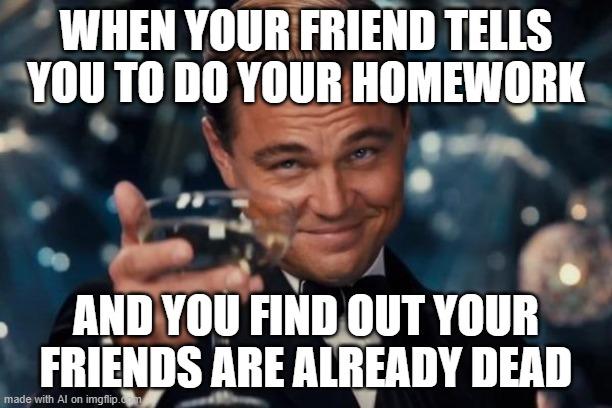 WHEN YOUR FRIEND TELLS
YOU TO DO YOUR HOMEWORK
AND YOU FIND OUT YOUR
FRIENDS ARE ALREADY DEAD
made with AI on imgflip.com